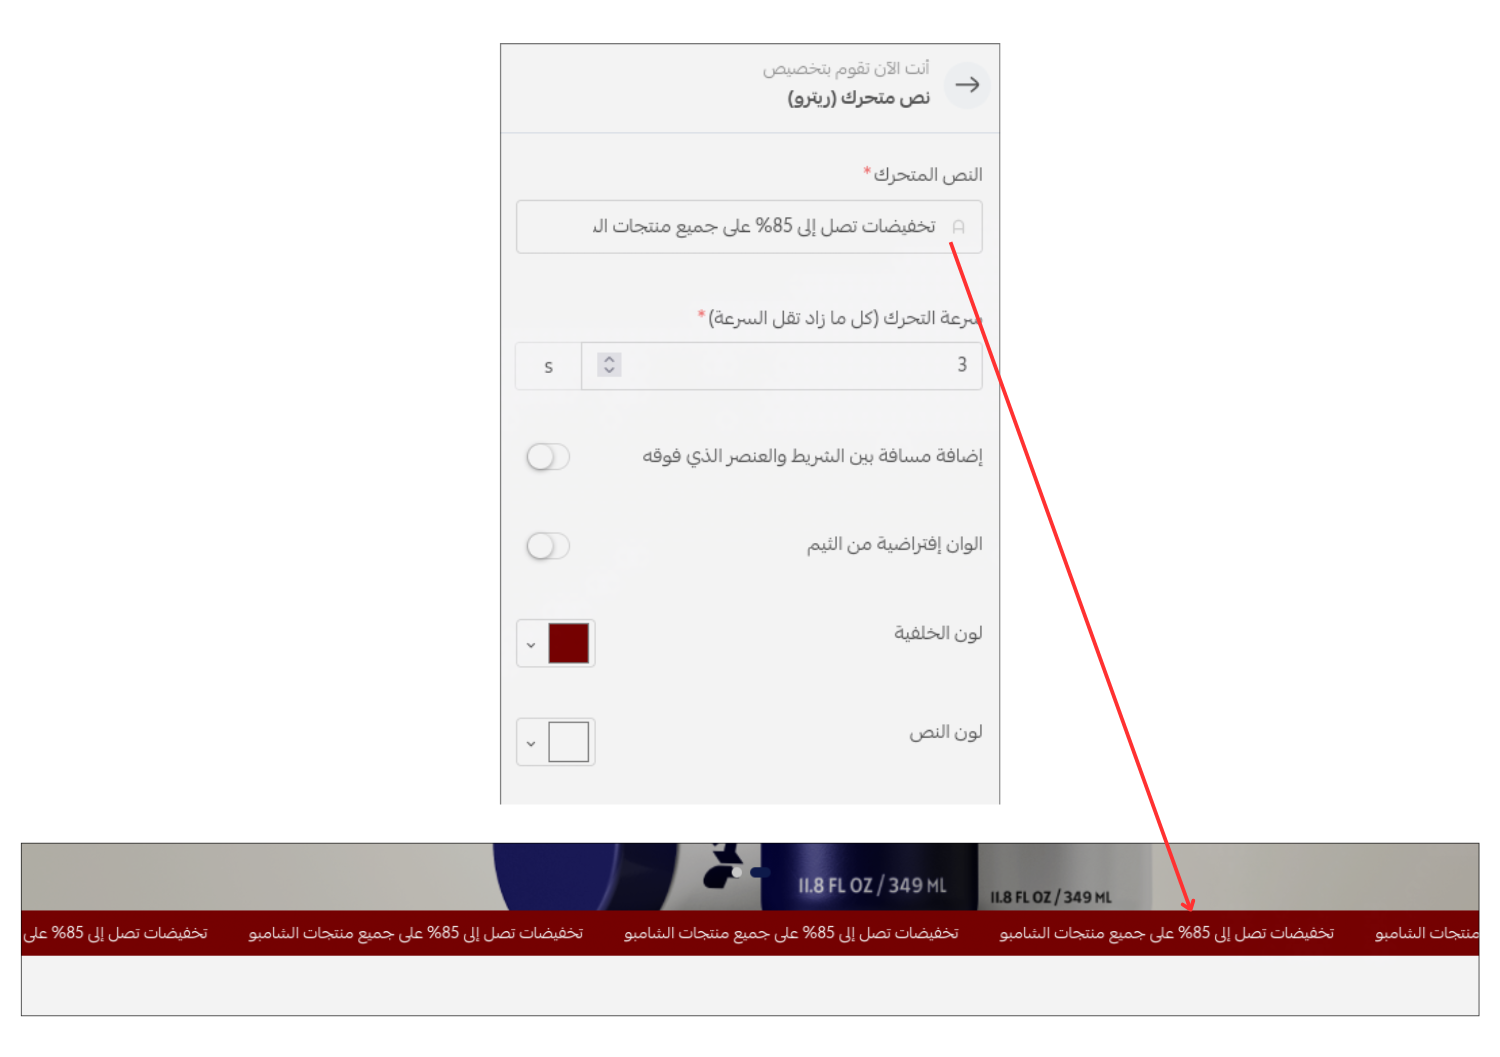 أنت الآن تقوم بتخصيص
نص متحرك (ريترو)
النص المتحرك *
تخفيضات تصل إلى 85% على جميع منتجات الـ
سرعة التحرك (كل ما زاد تقل السرعة) *
3
s
إضافة مسافة بين الشريط والعنصر الذي فوقه
الوان إفتراضية من الثيم
لون الخلفية
لون النص
11.8 FL OZ / 349 ML
11.8 FL OZ / 349 ML
منتجات الشامبو تخفيضات تصل إلى 85% على جميع منتجات الشامبو تخفيضات تصل إلى 85% على جميع منتجات الشامبو تخفيضات تصل إلى 85% على جميع منتجات الشامبو تخفيضات تصل إلى 85% على